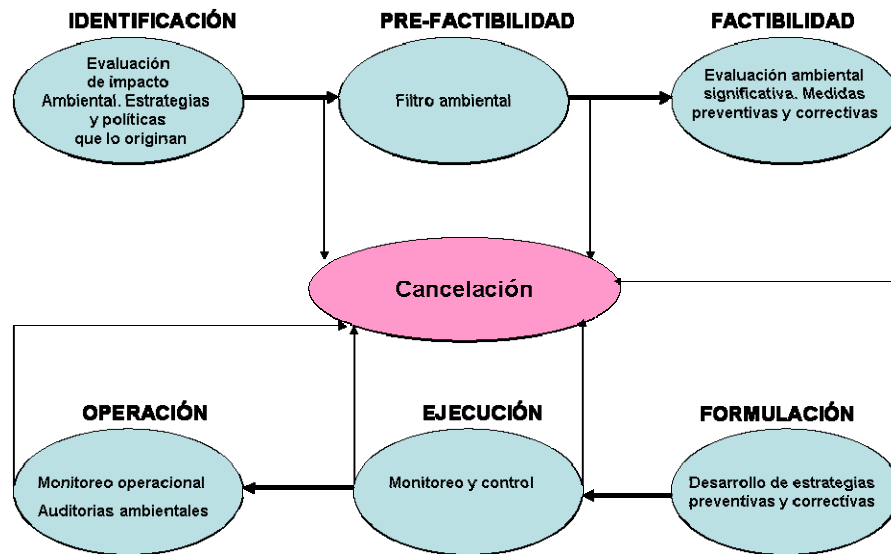 IDENTIFICACIÓN
Evaluación
de impacto
Ambiental. Estrategias
y políticas
que lo originan
PRE-FACTIBILIDAD
Filtro ambiental
FACTIBILIDAD
Evaluación ambiental
significativa. Medidas
preventivas y correctivas
Cancelación
OPERACIÓN
Monitoreo operacional
Auditorias ambientales
EJECUCIÓN
Monitoreo y control
FORMULACIÓN
Desarrollo de estrategias
preventivas y correctivas